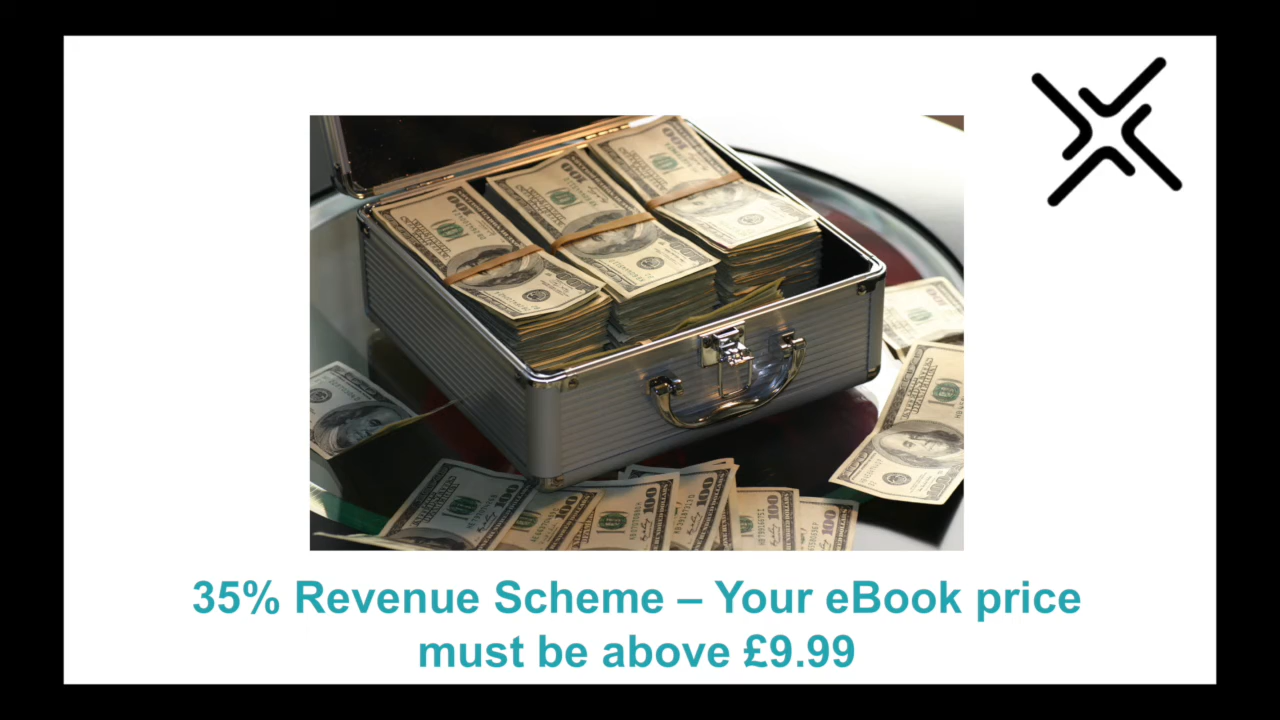 35% Revenue Scheme – Your eBook price
must be above £9.99